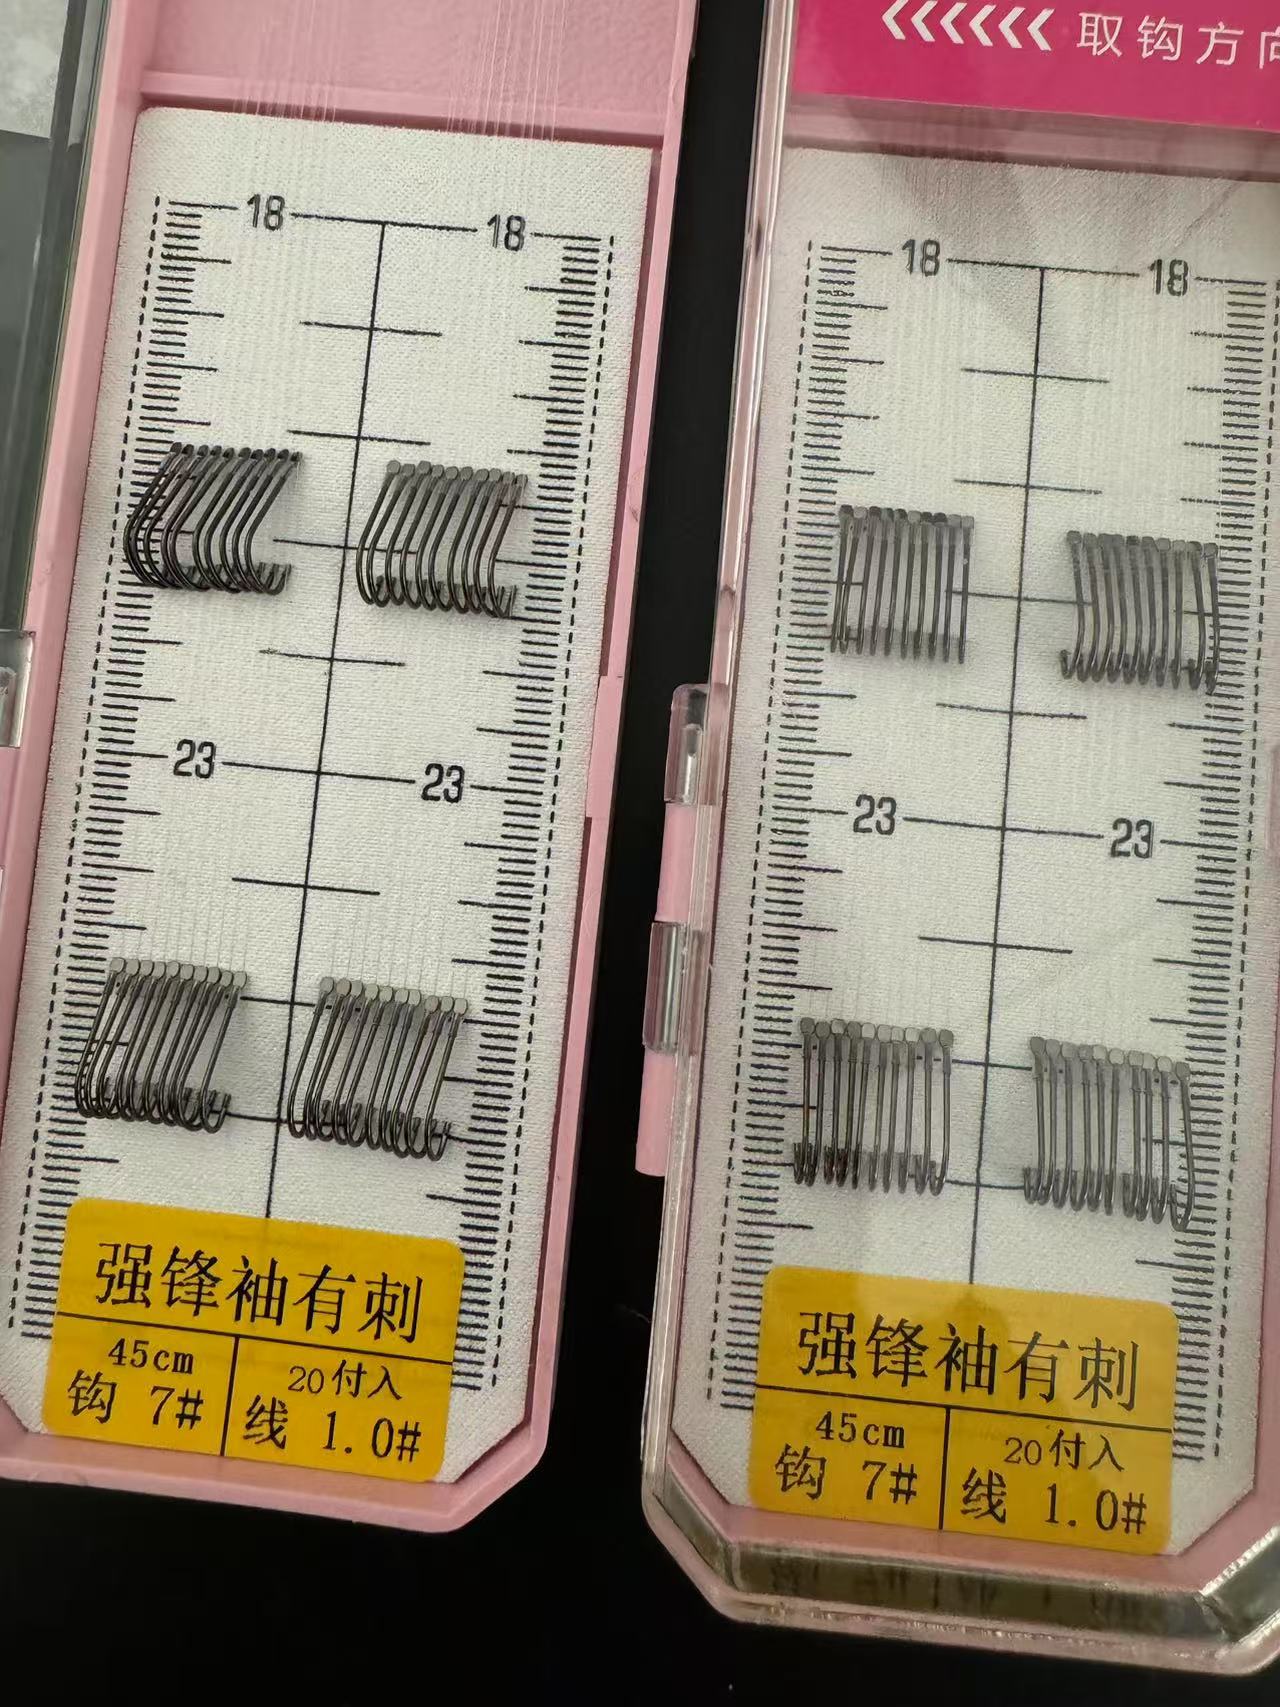 <<<<<< 取钩方向
18 18
23 23
强锋袖有刺
45cm 20付入
钩 7# 线 1.0#
18 18
23 23
强锋袖有刺
45cm 20付入
钩 7# 线 1.0#